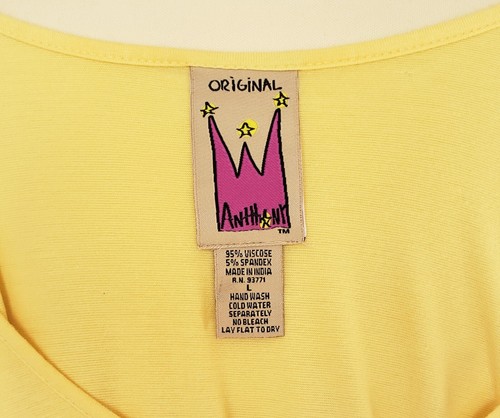 ORIGINAL
ANTHHONY
TM
95% VISCOSE
5% SPANDEX
MADE IN INDIA
R.N. 93771
L
HAND WASH
COLD WATER
SEPARATELY
NO BLEACH
LAY FLAT TO DRY